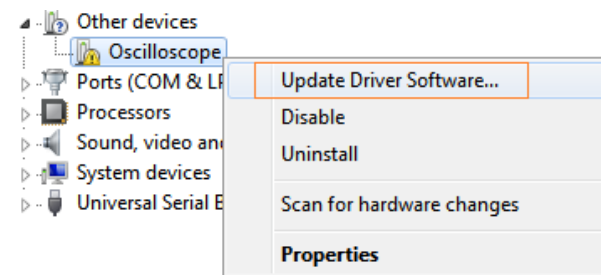 Other devices
Oscilloscope
Ports (COM & LP
Processors
Sound, video and
System devices
Universal Serial B
Update Driver Software...
Disable
Uninstall
Scan for hardware changes
Properties